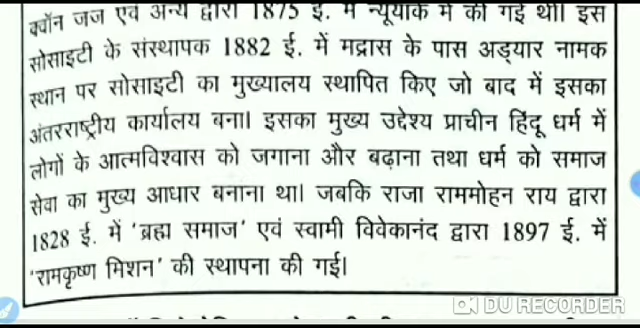 क्वॉन जज एवं अन्य द्वारा 1875 ई. में न्यूयॉर्क में की गई थी। इस
सोसाइटी के संस्थापक 1882 ई. में मद्रास के पास अड्यार नामक
स्थान पर सोसाइटी का मुख्यालय स्थापित किए जो बाद में इसका
अंतरराष्ट्रीय कार्यालय बना। इसका मुख्य उद्देश्य प्राचीन हिंदू धर्म में
लोगों के आत्मविश्वास को जगाना और बढ़ाना तथा धर्म को समाज
सेवा का मुख्य आधार बनाना था। जबकि राजा राममोहन राय द्वारा
1828 ई. में 'ब्रह्म समाज' एवं स्वामी विवेकानंद द्वारा 1897 ई. में
'रामकृष्ण मिशन' की स्थापना की गई।
DU RECORDER